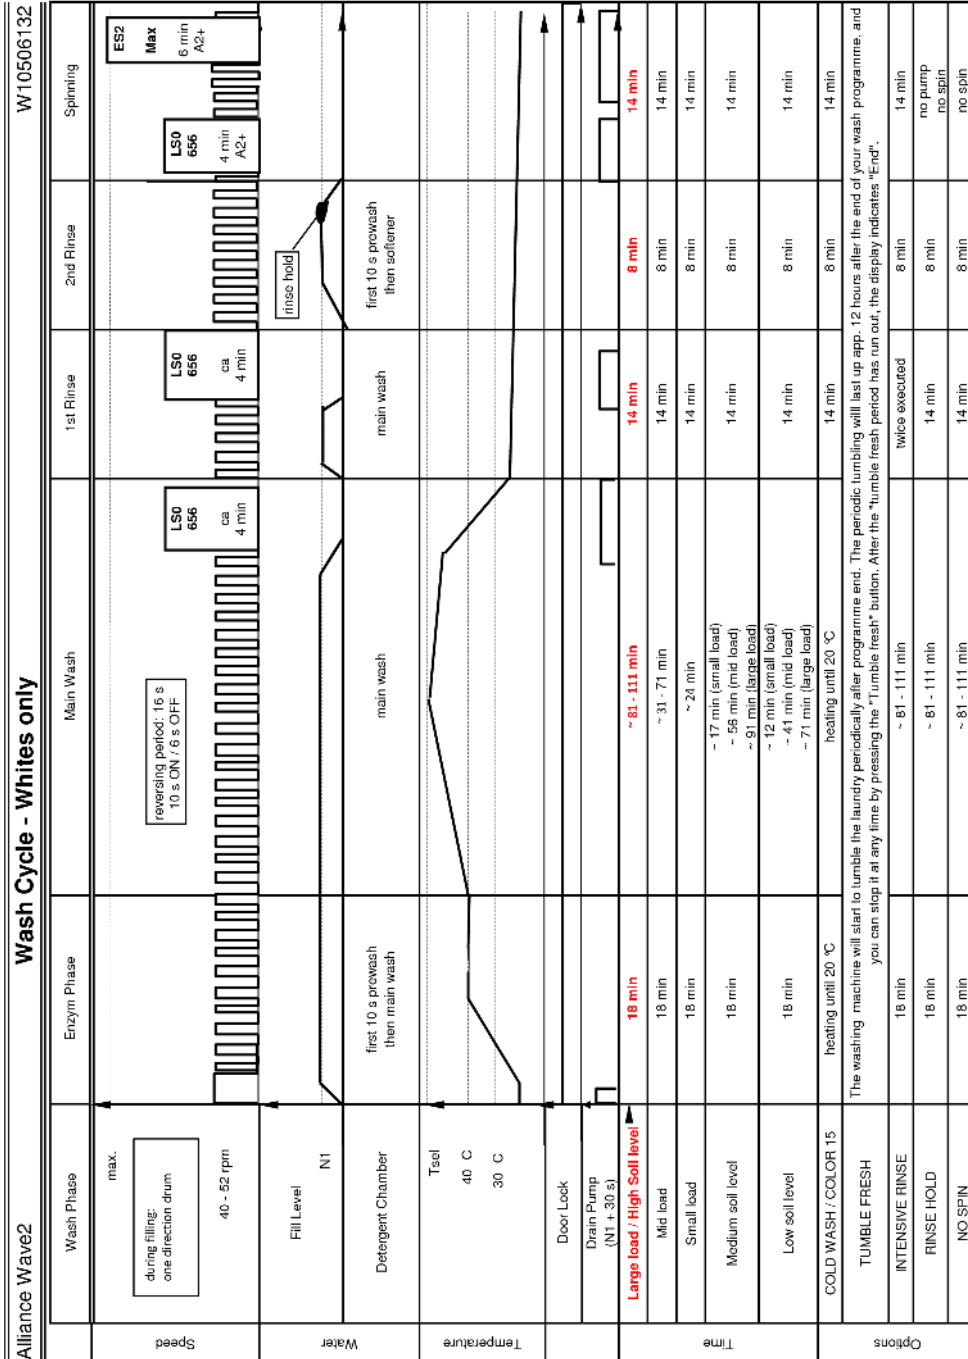 Alliance Wave2
Wash Cycle - Whites only
W10506132
Wash Phase
Enzym Phase
Main Wash
1st Rinse
2nd Rinse
Spinning
Speed
max.
during filling:
one direction drum
40 - 52 rpm
reversing period: 16 s
10 s ON / 6 s OFF
LS0
656
ca
4 min
LS0
656
ca
4 min
LS0
656
4 min
A2+
ES2
Max
6 min
A2+
Water
Fill Level
N1
rinse hold
Detergent Chamber
first 10 s prewash
then main wash
main wash
main wash
first 10 s prewash
then softener
Temperature
Tsel
40 C
30 C
Door Lock
Drain Pump
(N1 + 30 s)
Time
Large load / High Soil level
18 min
~ 81 - 111 min
14 min
8 min
14 min
Mid load
18 min
~ 31 - 71 min
14 min
8 min
14 min
Small load
18 min
~ 24 min
14 min
8 min
14 min
Medium soil level
18 min
~ 17 min (small load)
~ 56 min (mid load)
~ 91 min (large load)
14 min
8 min
14 min
Low soil level
18 min
~ 12 min (small load)
~ 41 min (mid load)
~ 71 min (large load)
14 min
8 min
14 min
Options
COLD WASH / COLOR 15
heating until 20 °C
heating until 20 °C
14 min
8 min
14 min
TUMBLE FRESH
The washing machine will start to tumble the laundry periodically after programme end. The periodic tumbling will last up app. 12 hours after the end of your wash programme, and
you can stop it at any time by pressing the "Tumble fresh" button. After the "tumble fresh period has run out, the display indicates "End".
INTENSIVE RINSE
18 min
~ 81 - 111 min
twice executed
8 min
14 min
RINSE HOLD
18 min
~ 81 - 111 min
14 min
8 min
no pump
no spin
NO SPIN
18 min
~ 81 - 111 min
14 min
8 min
no spin